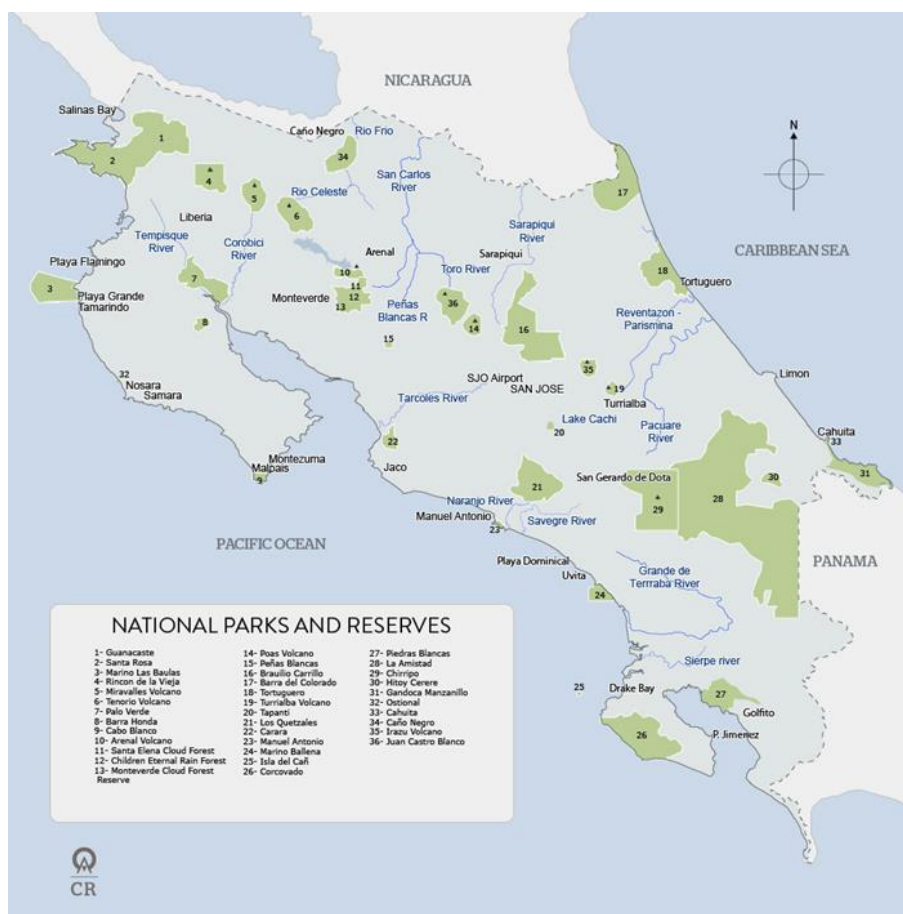 NICARAGUA
Salinas Bay
1
Caño Negro
Rio Frio
N
2
34
4
San Carlos
River
17
5
Rio Celeste
6
Liberia
Sarapiqui
River
Tempisque
River
Corobici
River
Arenal
Sarapiqui
CARIBBEAN SEA
Playa Flamingo
Toro River
18
3
7
10
11
Tortuguero
Playa Grande
Tamarindo
Monteverde
12
13
Peñas
Blancas R
36
Reventazon -
Parismina
8
14
16
15
35
32
Nosara
Samara
SJO Airport
SAN JOSE
19
Turrialba
Limon
Tarcoles River
Lake Cachi
20
Pacuare
River
22
Cahuita
33
Montezuma
Malpais
9
Jaco
San Gerardo de Dota
30
31
21
28
Naranjo River
29
Manuel Antonio
23
Savegre River
PACIFIC OCEAN
Playa Dominical
Uvita
Grande de
Terrraba River
PANAMA
24
Sierpe river
25
Drake Bay
27
Golfito
26
P. Jimenez
NATIONAL PARKS AND RESERVES
1- Guanacaste
2- Santa Rosa
3- Marino Las Baulas
4- Rincon de la Vieja
5- Miravalles Volcano
6- Tenorio Volcano
7- Palo Verde
8- Barra Honda
9- Cabo Blanco
10- Arenal Volcano
11- Santa Elena Cloud Forest
12- Children Eternal Rain Forest
13- Monteverde Cloud Forest
Reserve
14- Poas Volcano
15- Peñas Blancas
16- Braulio Carrillo
17- Barra del Colorado
18- Tortuguero
19- Turrialba Volcano
20- Tapanti
21- Los Quetzales
22- Carara
23- Manuel Antonio
24- Marino Ballena
25- Isla del Cañ
26- Corcovado
27- Piedras Blancas
28- La Amistad
29- Chirripo
30- Hitoy Cerere
31- Gandoca Manzanillo
32- Ostional
33- Cahuita
34- Caño Negro
35- Irazu Volcano
36- Juan Castro Blanco
CR